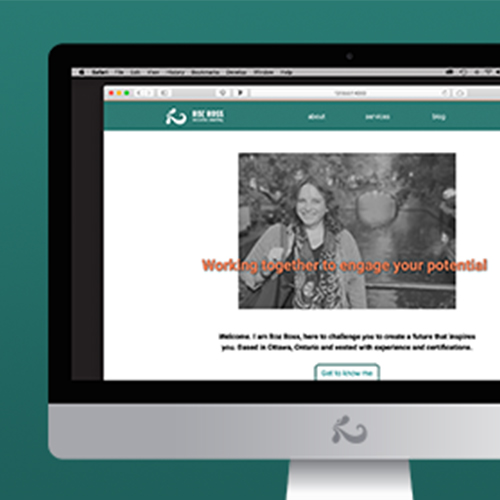 Safari File Edit View History Bookmarks Develop Window Help
ROZ ROSS
about services blog
Working together to engage your potential
Welcome. I am Roz Ross, here to challenge you to create a future that inspires
you. Based in Ottawa, Ontario and vested with experience and certifications.
Get to know me